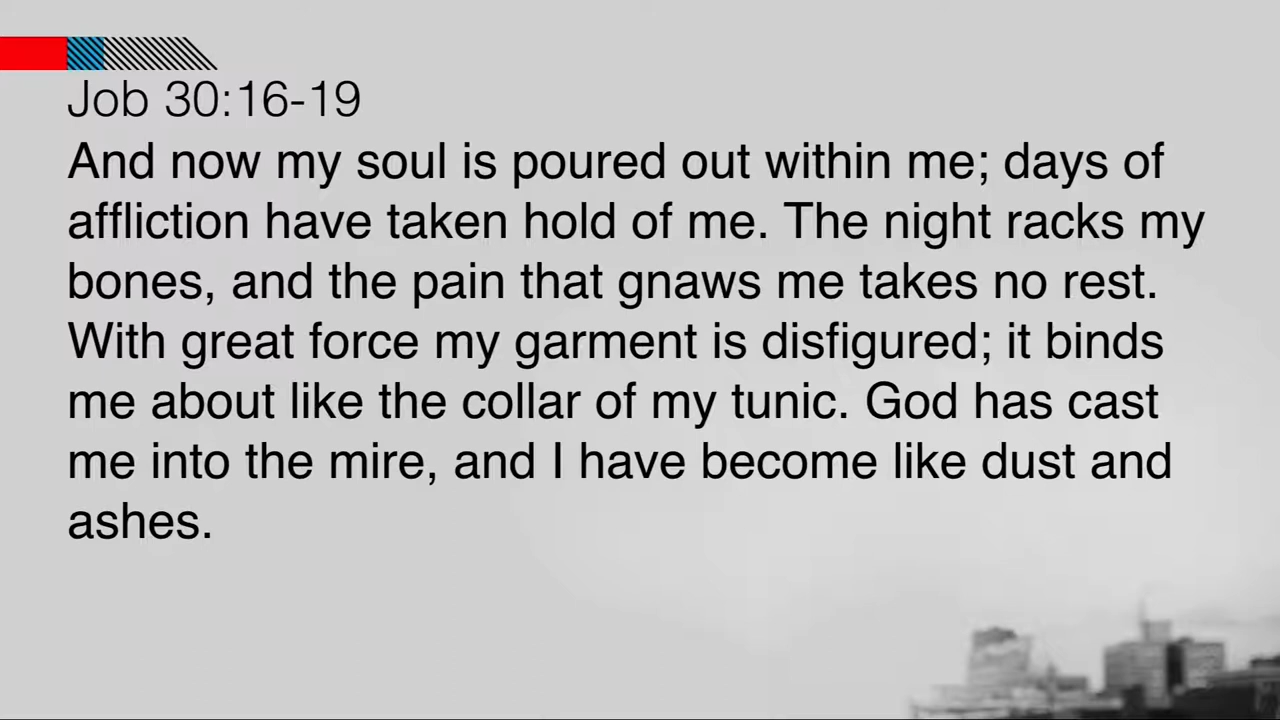 Job 30:16-19
And now my soul is poured out within me; days of
affliction have taken hold of me. The night racks my
bones, and the pain that gnaws me takes no rest.
With great force my garment is disfigured; it binds
me about like the collar of my tunic. God has cast
me into the mire, and I have become like dust and
ashes.